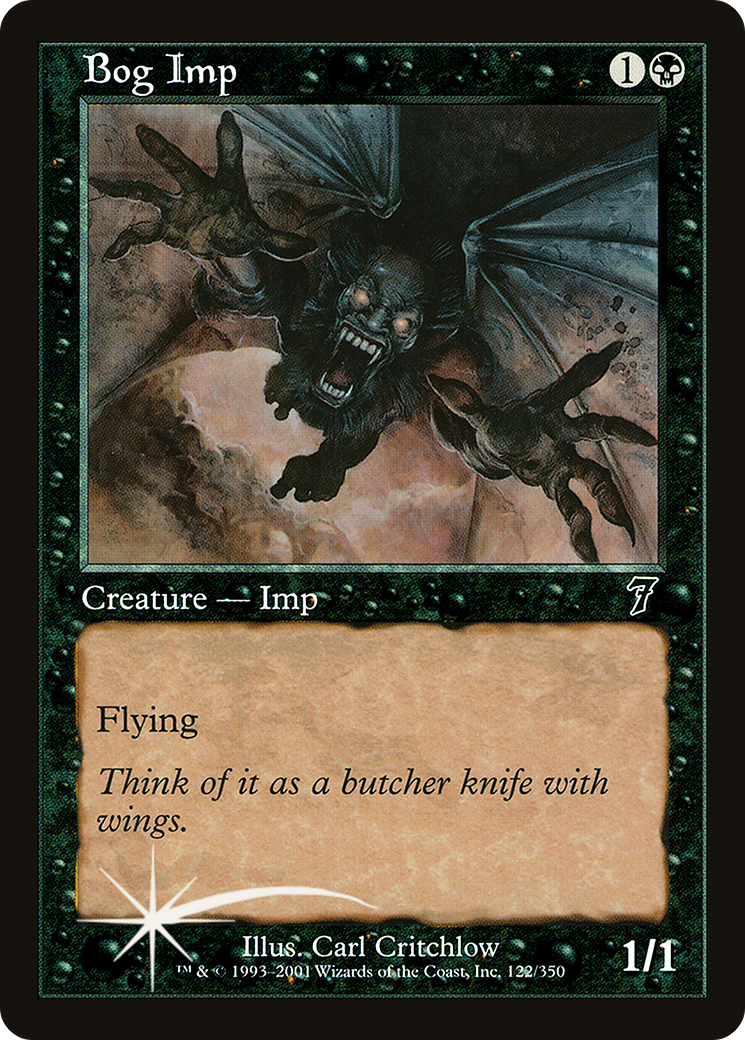 Bog Imp
1
Creature — Imp
7
Flying
Think of it as a butcher knife with
wings.
Illus. Carl Critchlow
1/1
™ & © 1993–2001 Wizards of the Coast, Inc. 122/350